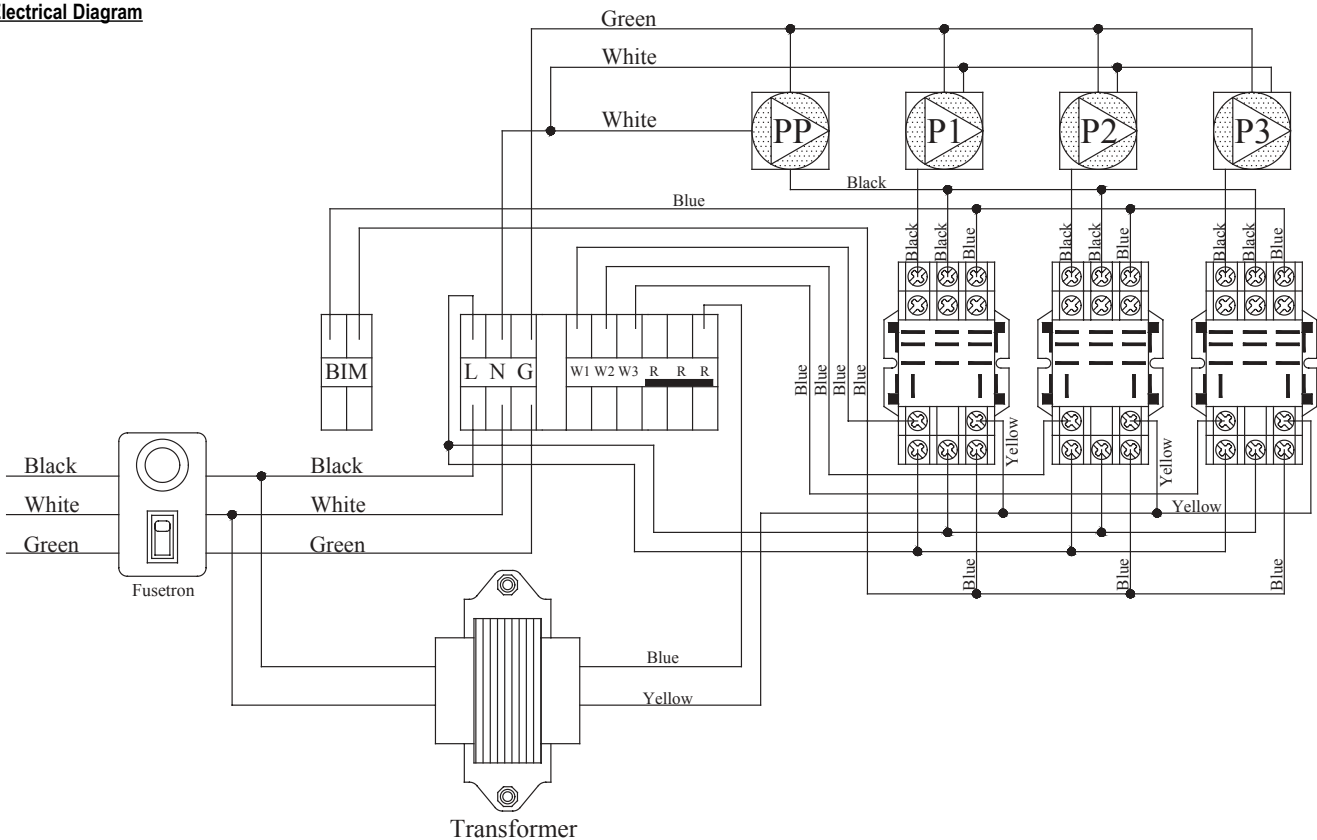 lectrical Diagram
Green
White
White
PP
P1
P2
P3
Black
Blue
Black
Black
Blue
Black
Black
Blue
Black
Black
Blue
BIM
L N G
W1 W2 W3 R R R
Blue
Blue
Blue
Blue
Yellow
Yellow
Yellow
Black
Black
White
White
Green
Green
Fusetron
Blue
Blue
Blue
Blue
Yellow
Transformer